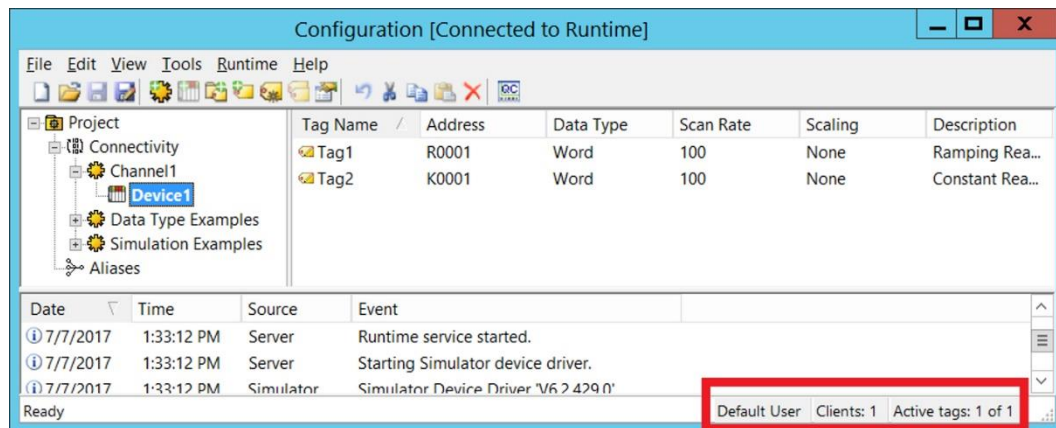 Configuration [Connected to Runtime]
File Edit View Tools Runtime Help
Project
Connectivity
Channel1
Device1
Data Type Examples
Simulation Examples
Aliases
Tag Name Address Data Type Scan Rate Scaling Description
Tag1 R0001 Word 100 None Ramping Rea...
Tag2 K0001 Word 100 None Constant Rea...
Date Time Source Event
7/7/2017 1:33:12 PM Server Runtime service started.
7/7/2017 1:33:12 PM Server Starting Simulator device driver.
7/7/2017 1:33:12 PM Simulator Simulator Device Driver 'V6.2.429.0'
Ready Default User Clients: 1 Active tags: 1 of 1